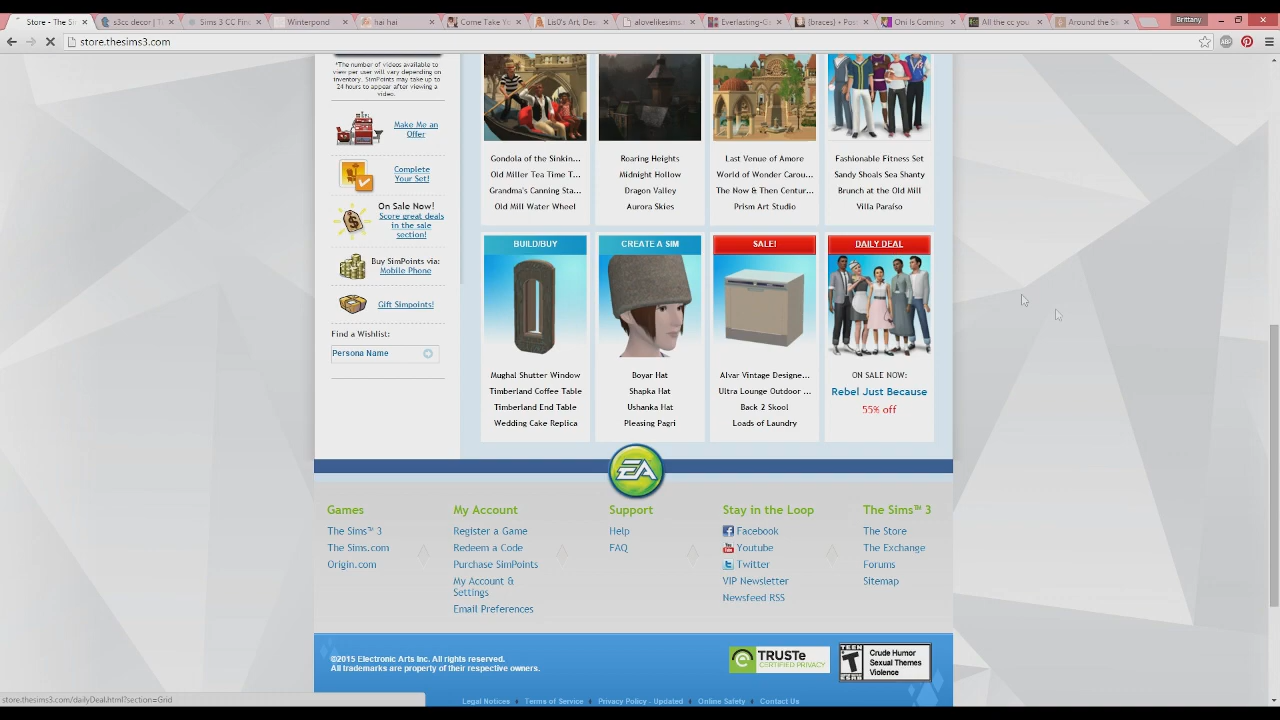 Store - The Sims
s3cc decor | T
Sims 3 CC Fin
Winterpond
hai hai
Come Take Yo
LisO's Art, Des
alovelikesims.
Everlasting-G
[braces] • Pos
Oni Is Coming
All the cc you
Around the Si
Brittany
store.thesims3.com
*The number of videos available to
view per user will vary depending on
inventory. SimPoints may take up to
24 hours to appear after viewing a
video.
Make Me an
Offer
Complete
Your Set!
On Sale Now!
Score great deals
in the sale
section!
Buy SimPoints via:
Mobile Phone
Gift Simpoints!
Find a Wishlist:
Persona Name
Gondola of the Sinkin...
Old Miller Tea Time T...
Grandma's Canning Sta...
Old Mill Water Wheel
Roaring Heights
Midnight Hollow
Dragon Valley
Aurora Skies
Last Venue of Amore
World of Wonder Carou...
The Now & Then Centur...
Prism Art Studio
Fashionable Fitness Set
Sandy Shoals Sea Shanty
Brunch at the Old Mill
Villa Paraiso
BUILD/BUY
Mughal Shutter Window
Timberland Coffee Table
Timberland End Table
Wedding Cake Replica
CREATE A SIM
Boyar Hat
Shapka Hat
Ushanka Hat
Pleasing Pagri
SALE!
Alvar Vintage Designe...
Ultra Lounge Outdoor ...
Back 2 Skool
Loads of Laundry
DAILY DEAL
ON SALE NOW:
Rebel Just Because
55% off
EA
Games
The Sims™ 3
The Sims.com
Origin.com
My Account
Register a Game
Redeem a Code
Purchase SimPoints
My Account &
Settings
Email Preferences
Support
Help
FAQ
Stay in the Loop
Facebook
Youtube
Twitter
VIP Newsletter
Newsfeed RSS
The Sims™ 3
The Store
The Exchange
Forums
Sitemap
©2015 Electronic Arts Inc. All rights reserved.
All trademarks are property of their respective owners.
TRUSTe
CERTIFIED PRIVACY
TEEN
T
Crude Humor
Sexual Themes
Violence
Legal Notices
Terms of Service
Privacy Policy - Updated
Online Safety
Contact Us
store.thesims3.com/dailyDeal.html?section=Grid